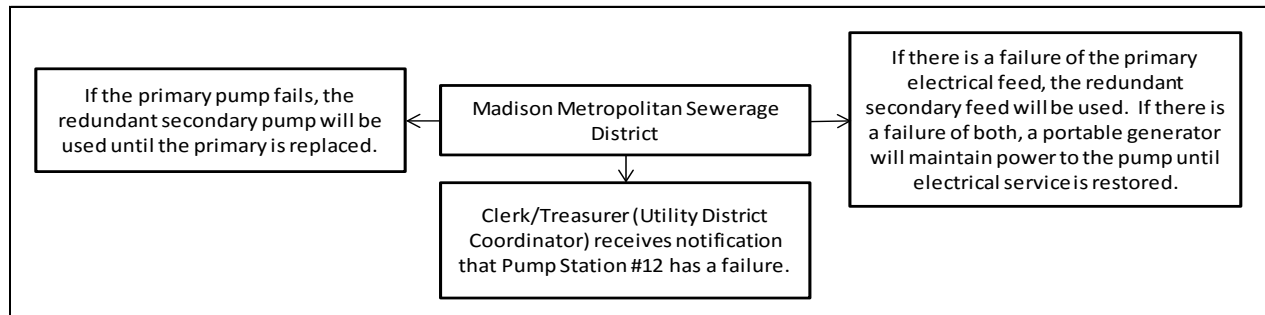 If the primary pump fails, the
redundant secondary pump will be
used until the primary is replaced.
Madison Metropolitan Sewerage
District
If there is a failure of the primary
electrical feed, the redundant
secondary feed will be used. If there is
a failure of both, a portable generator
will maintain power to the pump until
electrical service is restored.
Clerk/Treasurer (Utility District
Coordinator) receives notification
that Pump Station #12 has a failure.